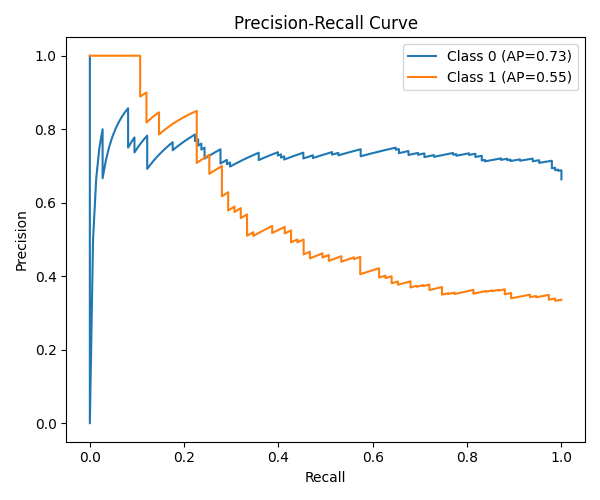 Precision-Recall Curve
Class 0 (AP=0.73)
Class 1 (AP=0.55)
1.0
0.8
0.6
0.4
0.2
0.0
Precision
0.0 0.2 0.4 0.6 0.8 1.0
Recall